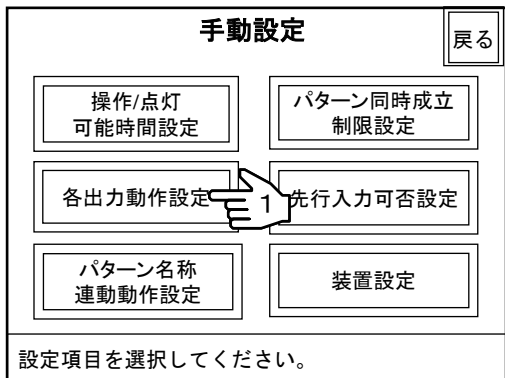 手動設定
戻る
操作/点灯
可能時間設定
パターン同時成立
制限設定
各出力動作設定
1
先行入力可否設定
パターン名称
連動動作設定
装置設定
設定項目を選択してください。